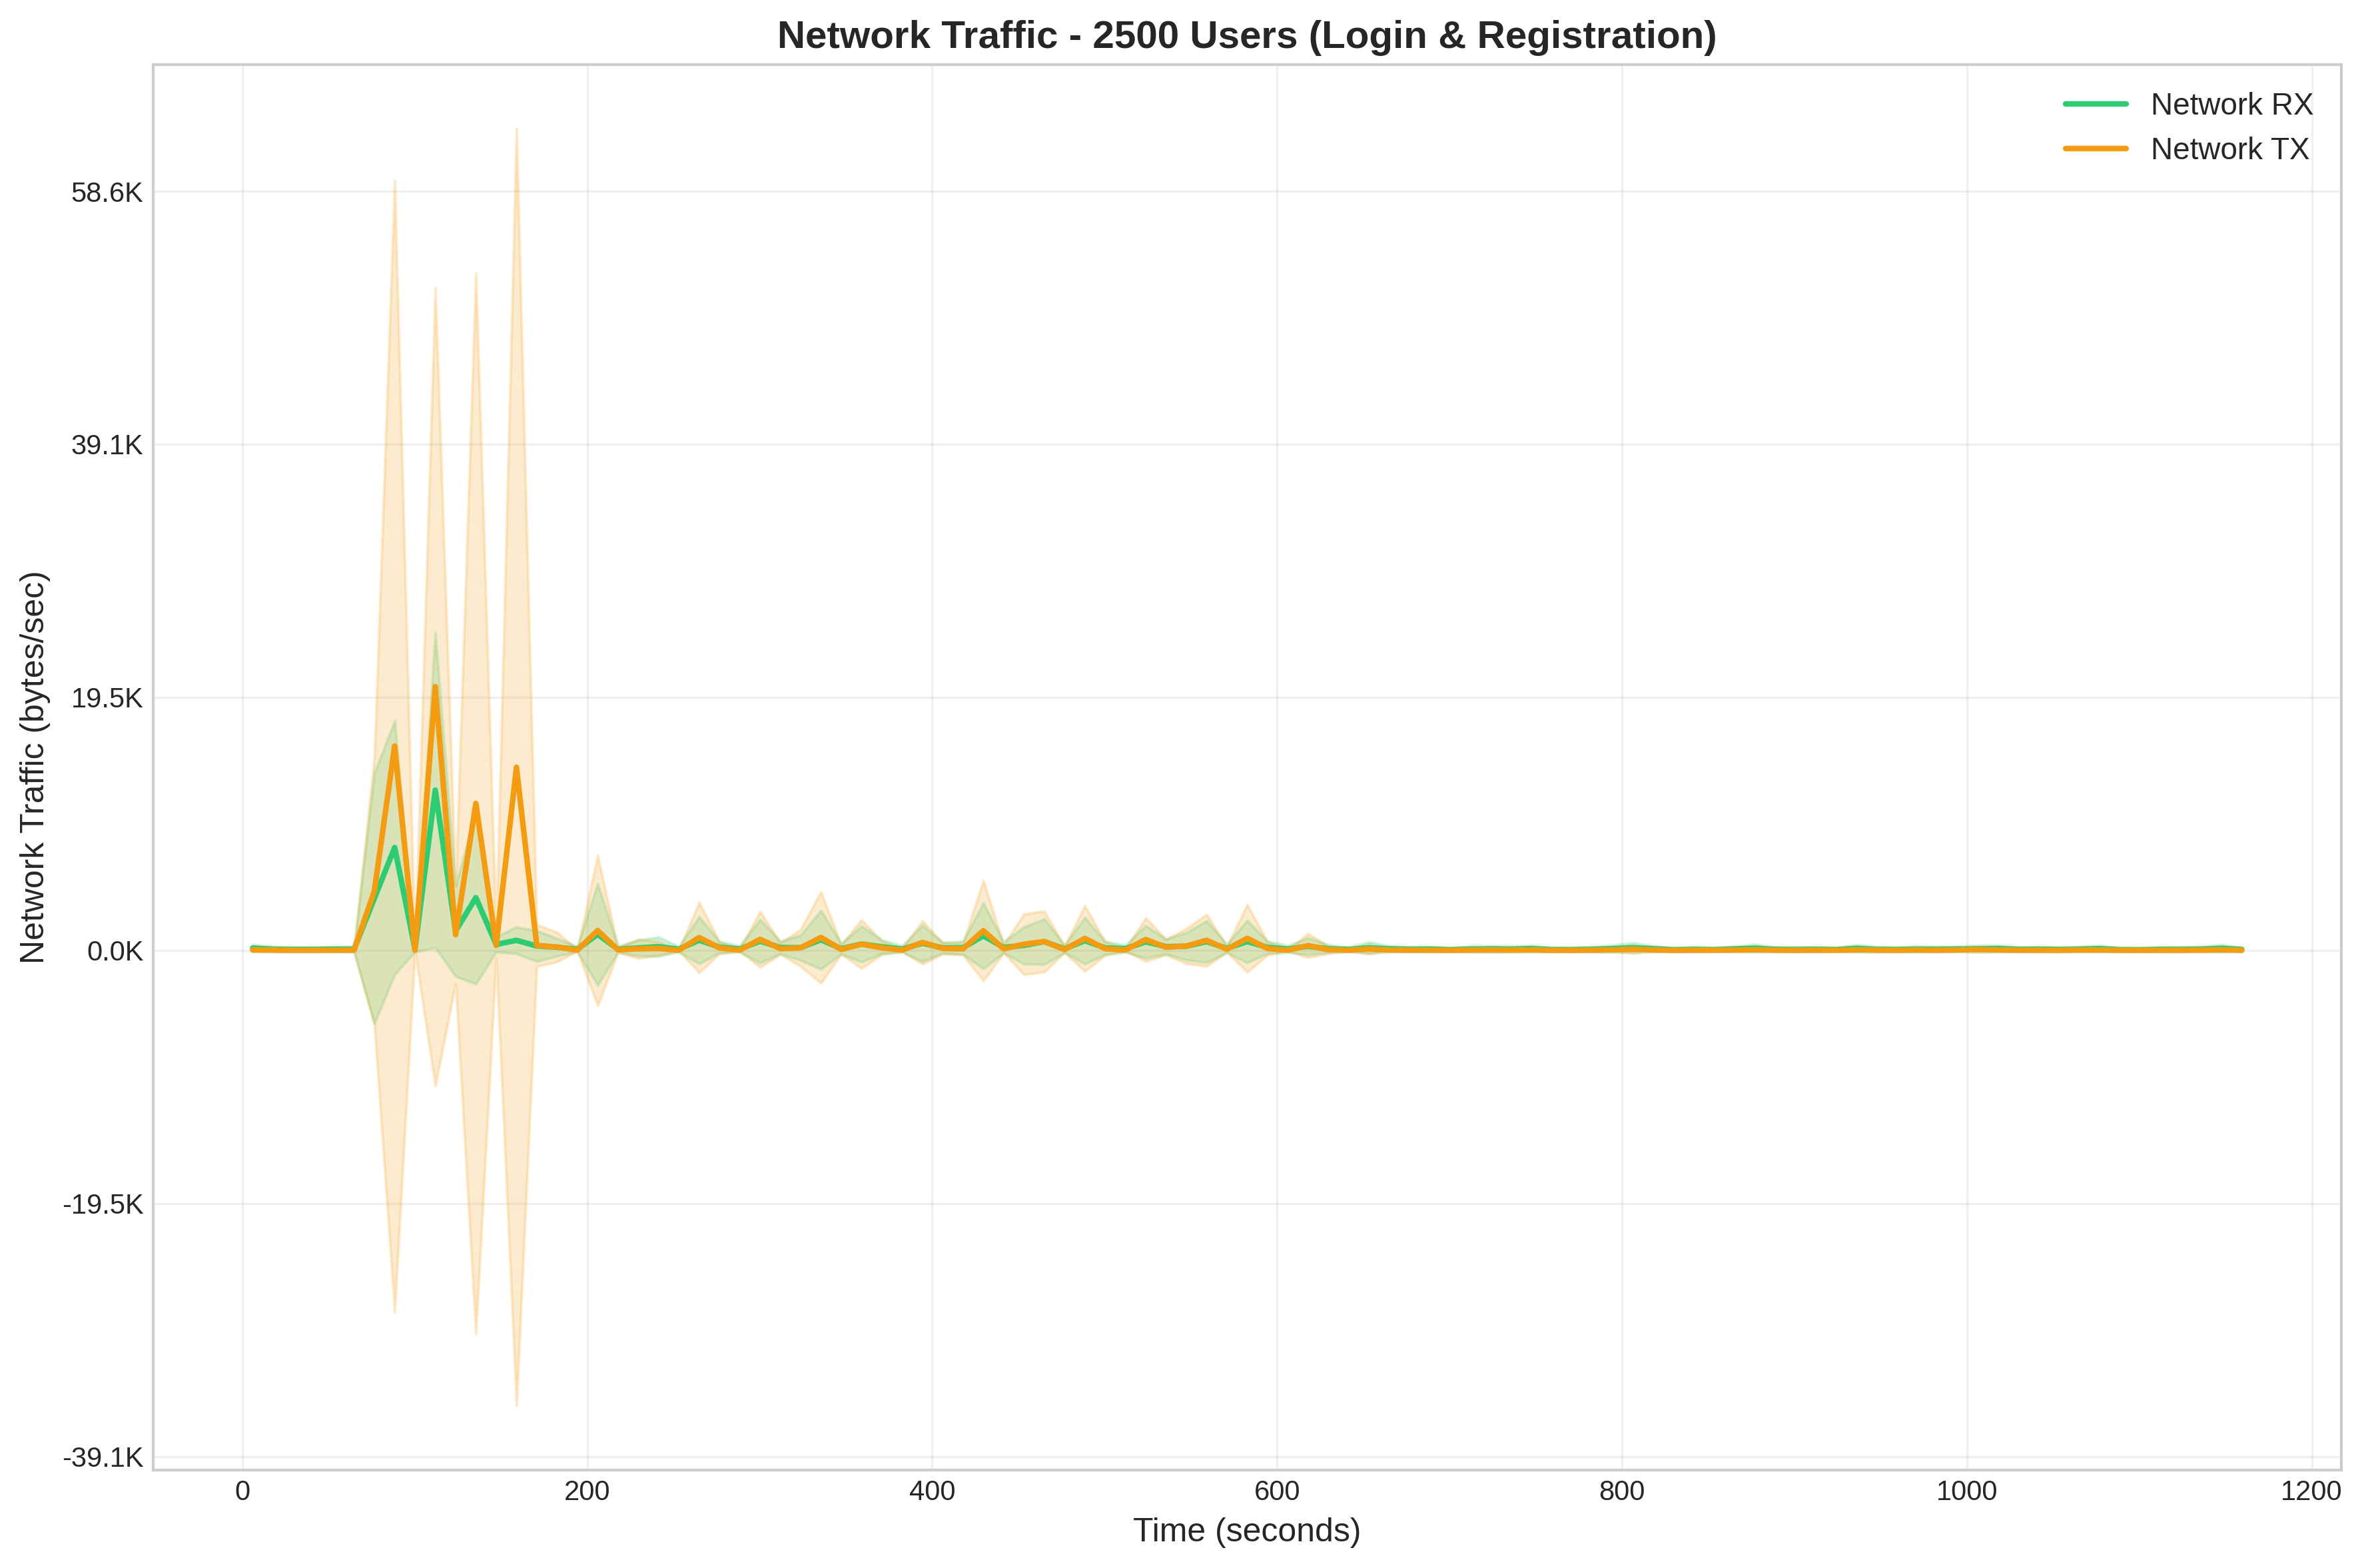 Network Traffic - 2500 Users (Login & Registration)
Network RX
Network TX
Network Traffic (bytes/sec)
58.6K
39.1K
19.5K
0.0K
-19.5K
-39.1K
0 200 400 600 800 1000 1200
Time (seconds)